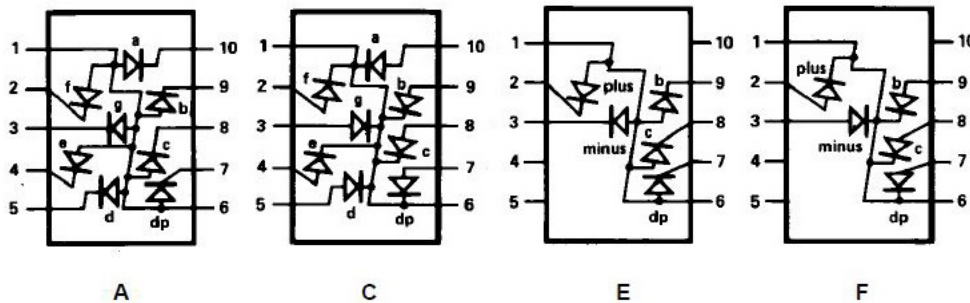 1 a 10
2 f b 9
3 g 8
4 e c 7
5 d dp 6
A
1 a 10
2 f b 9
3 g 8
4 e c 7
5 d dp 6
C
1 10
2 plus b 9
3 8
4 minus c 7
5 dp 6
E
1 10
2 plus b 9
3 8
4 minus c 7
5 dp 6
F